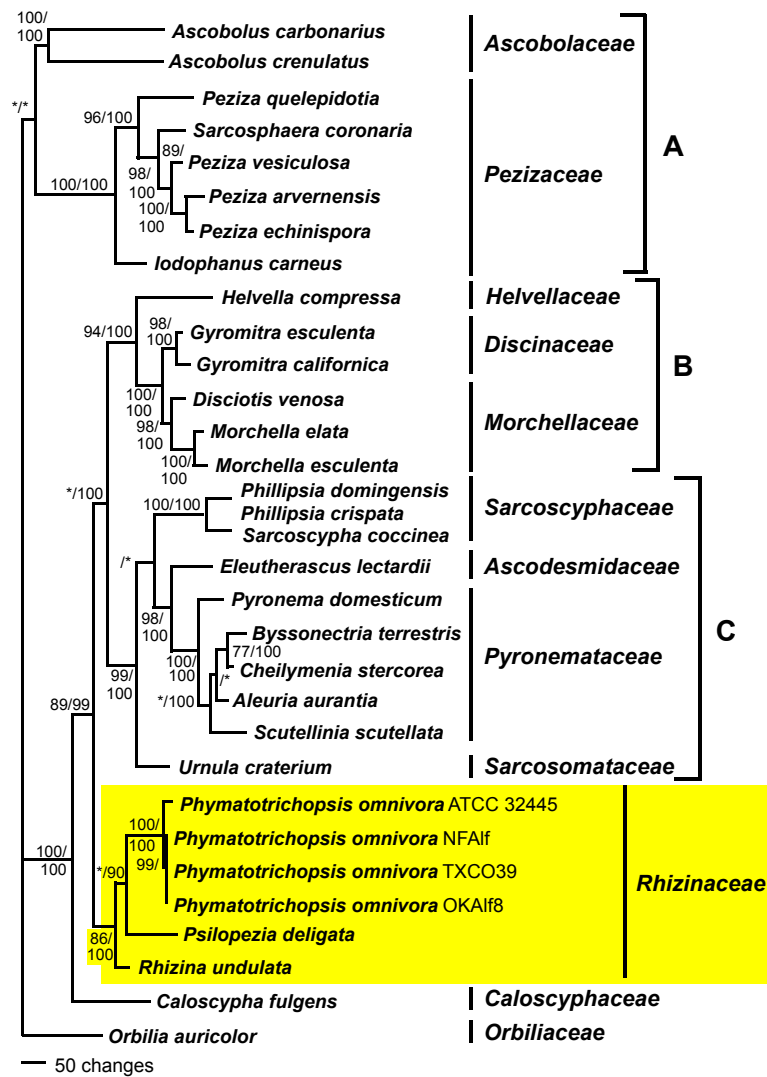 100/
100
Ascobolus carbonarius
Ascobolus crenulatus
Ascobolaceae
*/*
A
96/100
Peziza quelepidotia
Sarcosphaera coronaria
89/
Peziza vesiculosa
98/
100
Peziza arvernensis
100/
100
Peziza echinispora
100/100
Iodophanus carneus
Pezizaceae
Helvella compressa
Helvellaceae
94/100
98/
100
Gyromitra esculenta
Gyromitra californica
Discinaceae
B
100/
100
Disciotis venosa
98/
100
Morchella elata
100/
100
Morchella esculenta
Morchellaceae
*/100
100/100
Phillipsia domingensis
Phillipsia crispata
Sarcoscypha coccinea
Sarcoscyphaceae
/*
Eleutherascus lectardii
Ascodesmidaceae
98/
100
Pyronema domesticum
Byssonectria terrestris
77/100
100/
100
Cheilymenia stercorea
/*
*/100
Aleuria aurantia
Scutellinia scutellata
Pyronemataceae
C
99/
100
Urnula craterium
Sarcosomataceae
89/99
Phymatotrichopsis omnivora ATCC 32445
100/
100
Phymatotrichopsis omnivora NFAlf
99/
Phymatotrichopsis omnivora TXCO39
*/90
Phymatotrichopsis omnivora OKAlf8
Rhizinaceae
Psilopezia deligata
86/
100
Rhizina undulata
100/
100
Caloscypha fulgens
Caloscyphaceae
Orbilia auricolor
Orbiliaceae
50 changes